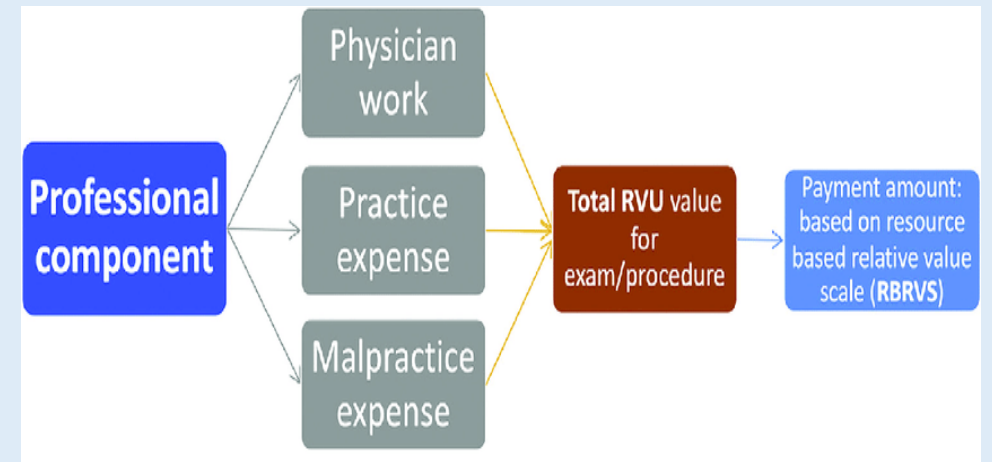 Professional
component
Physician
work
Practice
expense
Malpractice
expense
Total RVU value
for
exam/procedure
Payment amount:
based on resource
based relative value
scale (RBRVS)